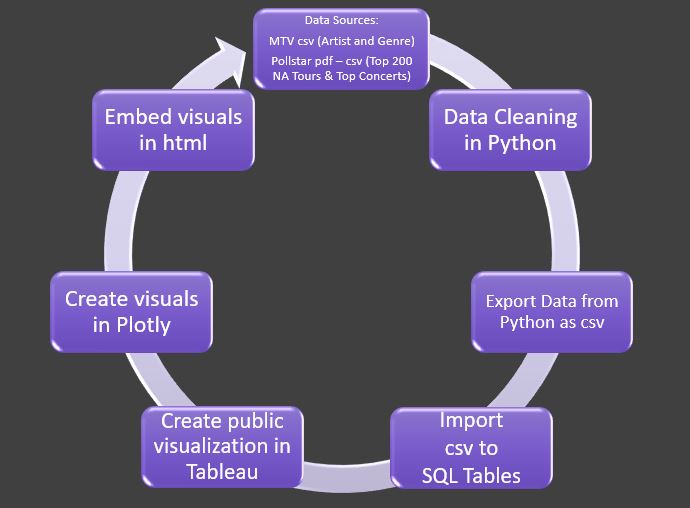 Data Sources:
MTV csv (Artist and Genre)
Pollstar pdf – csv (Top 200
NA Tours & Top Concerts)
Data Cleaning
in Python
Export Data from
Python as csv
Import
csv to
SQL Tables
Create public
visualization in
Tableau
Create visuals
in Plotly
Embed visuals
in html